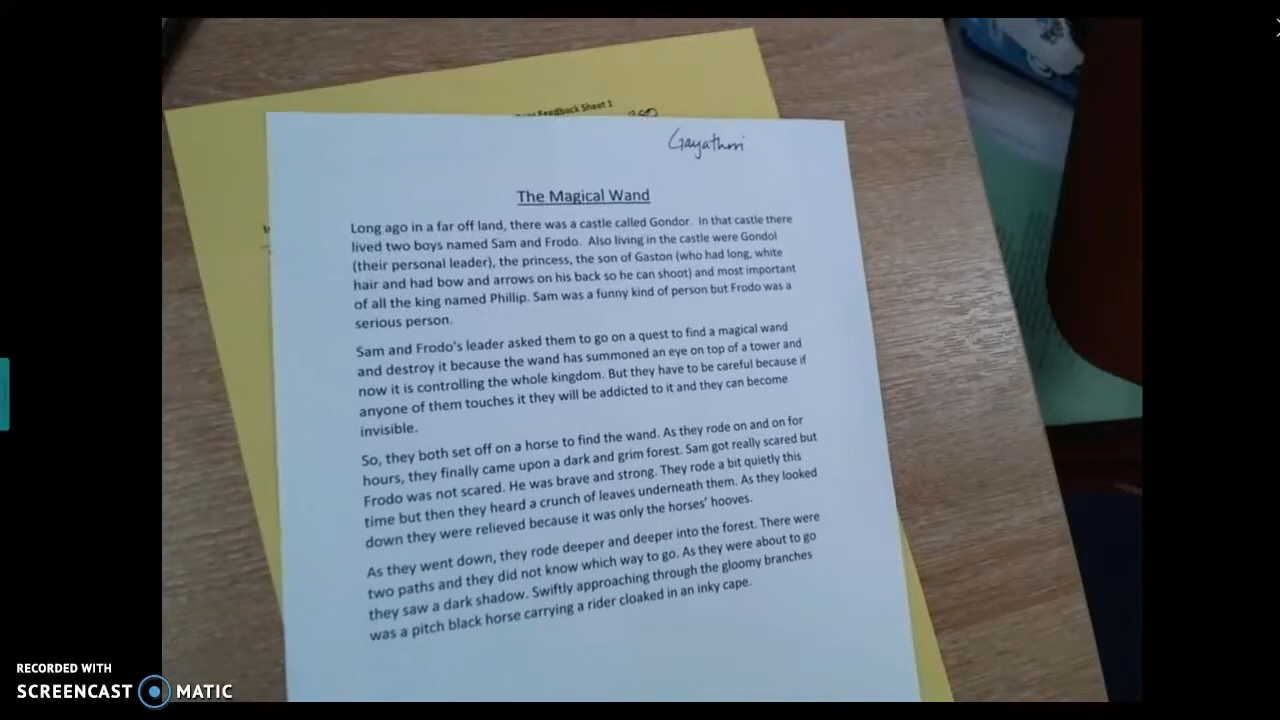 Feedback Sheet 1
Gayathri
The Magical Wand
Long ago in a far off land, there was a castle called Gondor. In that castle there
lived two boys named Sam and Frodo. Also living in the castle were Gondol
(their personal leader), the princess, the son of Gaston (who had long, white
hair and had bow and arrows on his back so he can shoot) and most important
of all the king named Phillip. Sam was a funny kind of person but Frodo was a
serious person.
Sam and Frodo's leader asked them to go on a quest to find a magical wand
and destroy it because the wand has summoned an eye on top of a tower and
now it is controlling the whole kingdom. But they have to be careful because if
anyone of them touches it they will be addicted to it and they can become
invisible.
So, they both set off on a horse to find the wand. As they rode on and on for
hours, they finally came upon a dark and grim forest. Sam got really scared but
Frodo was not scared. He was brave and strong. They rode a bit quietly this
time but then they heard a crunch of leaves underneath them. As they looked
down they were relieved because it was only the horses' hooves.
As they went down, they rode deeper and deeper into the forest. There were
two paths and they did not know which way to go. As they were about to go
they saw a dark shadow. Swiftly approaching through the gloomy branches
was a pitch black horse carrying a rider cloaked in an inky cape.
RECORDED WITH
SCREENCAST MATIC